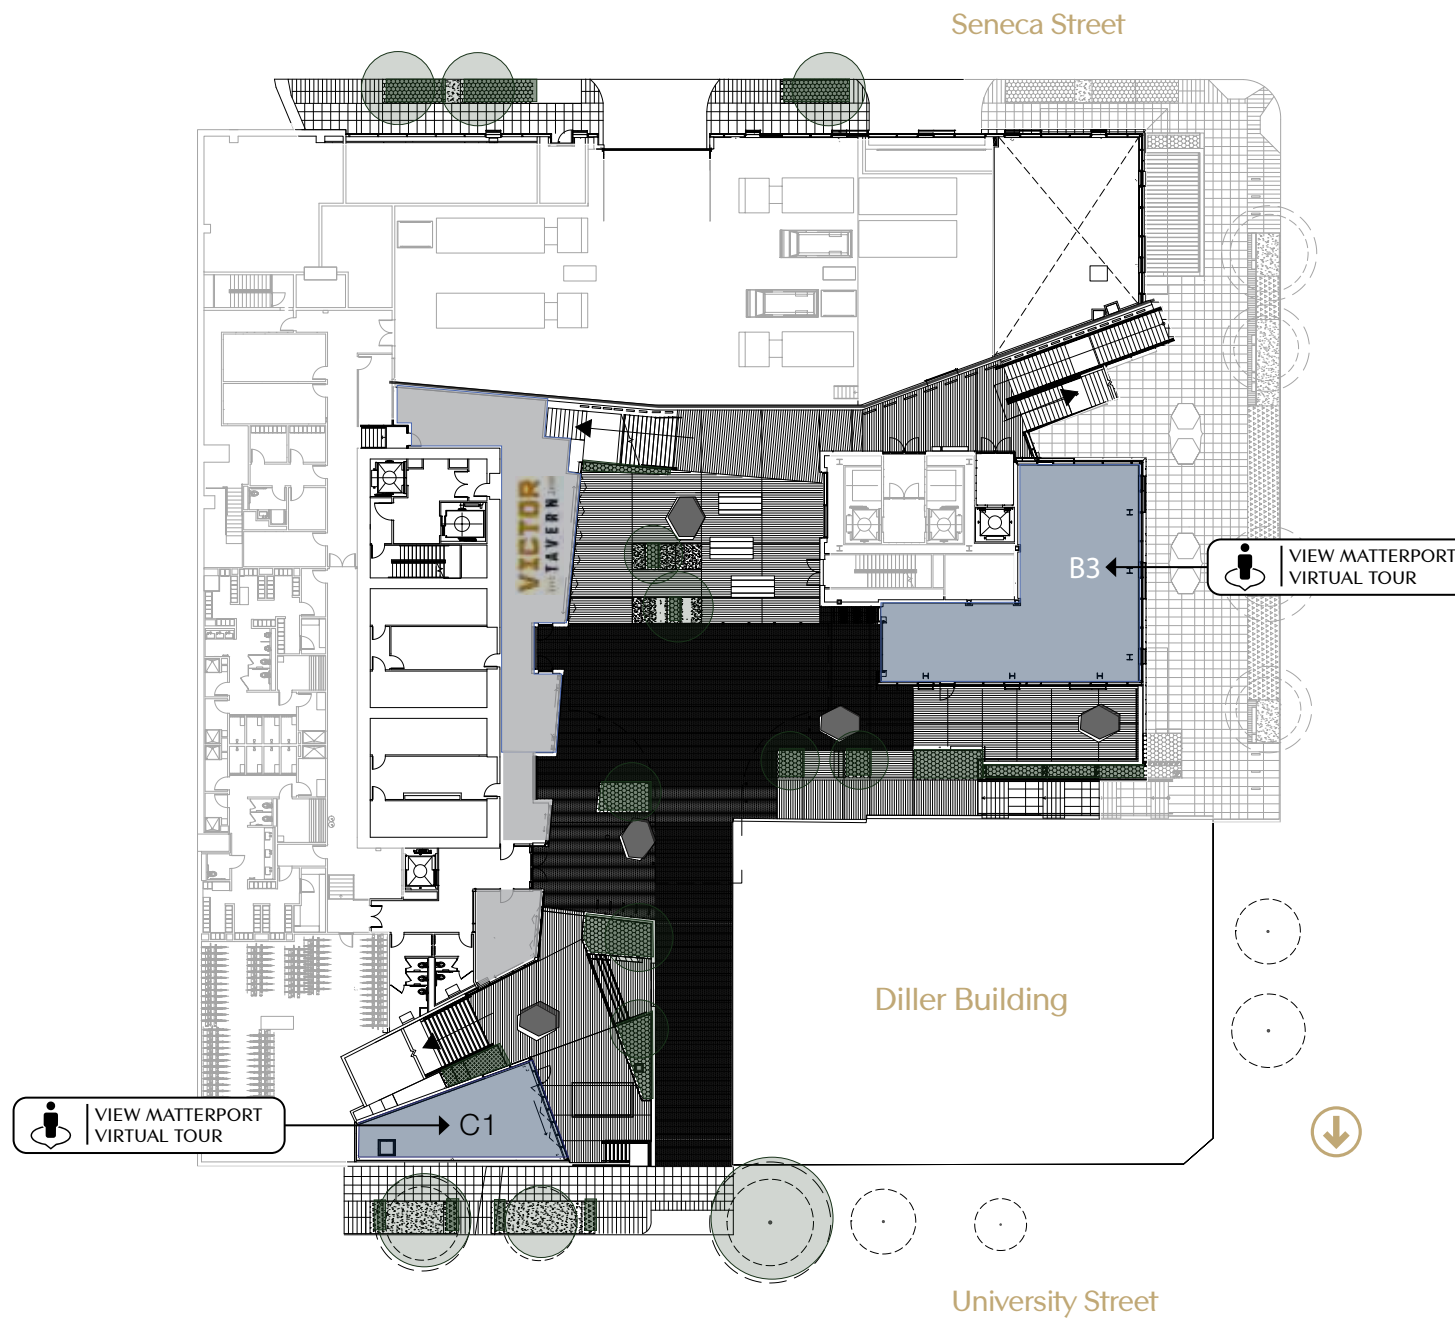 Seneca Street
VICTOR
TAVERN
B3
VIEW MATTERPORT
VIRTUAL TOUR
Diller Building
VIEW MATTERPORT
VIRTUAL TOUR
C1
University Street